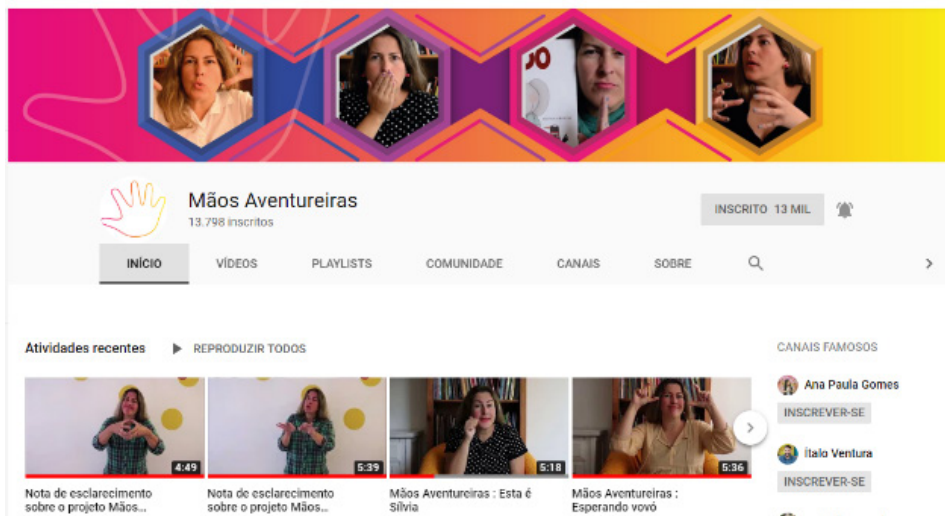 Mãos Aventureiras
13.798 inscritos
INSCRITO 13 MIL
INÍCIO
VÍDEOS
PLAYLISTS
COMUNIDADE
CANAIS
SOBRE
Atividades recentes
REPRODUZIR TODOS
4:49
Nota de esclarecimento
sobre o projeto Mãos...
5:39
Nota de esclarecimento
sobre o projeto Mãos...
5:18
Mãos Aventureiras : Esta é
Sílvia
5:36
Mãos Aventureiras :
Esperando vovó
CANAIS FAMOSOS
Ana Paula Gomes
INSCREVER-SE
Ítalo Ventura
INSCREVER-SE